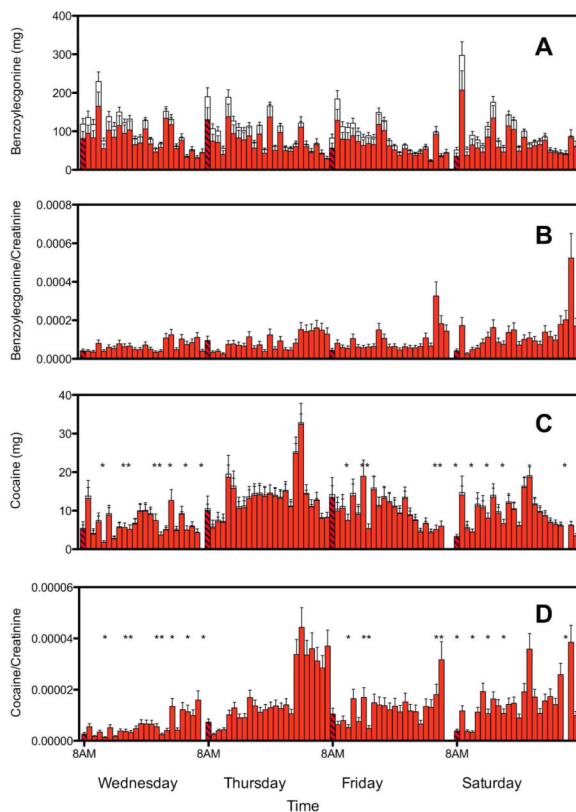 A
Benzoylecgonine (mg)
400
300
200
100
0
B
Benzzoylecgonine/Creatinine
0.0008
0.0006
0.0004
0.0002
0.0000
C
Cocaine (mg)
40
30
20
10
0
* ** ** * * * * ** ** * * * * *
D
Cocaine/Creatinine
0.00006
0.00004
0.00002
0.00000
* ** ** * * * * ** ** * * * * *
8AM 8AM 8AM 8AM
Wednesday Thursday Friday Saturday
Time